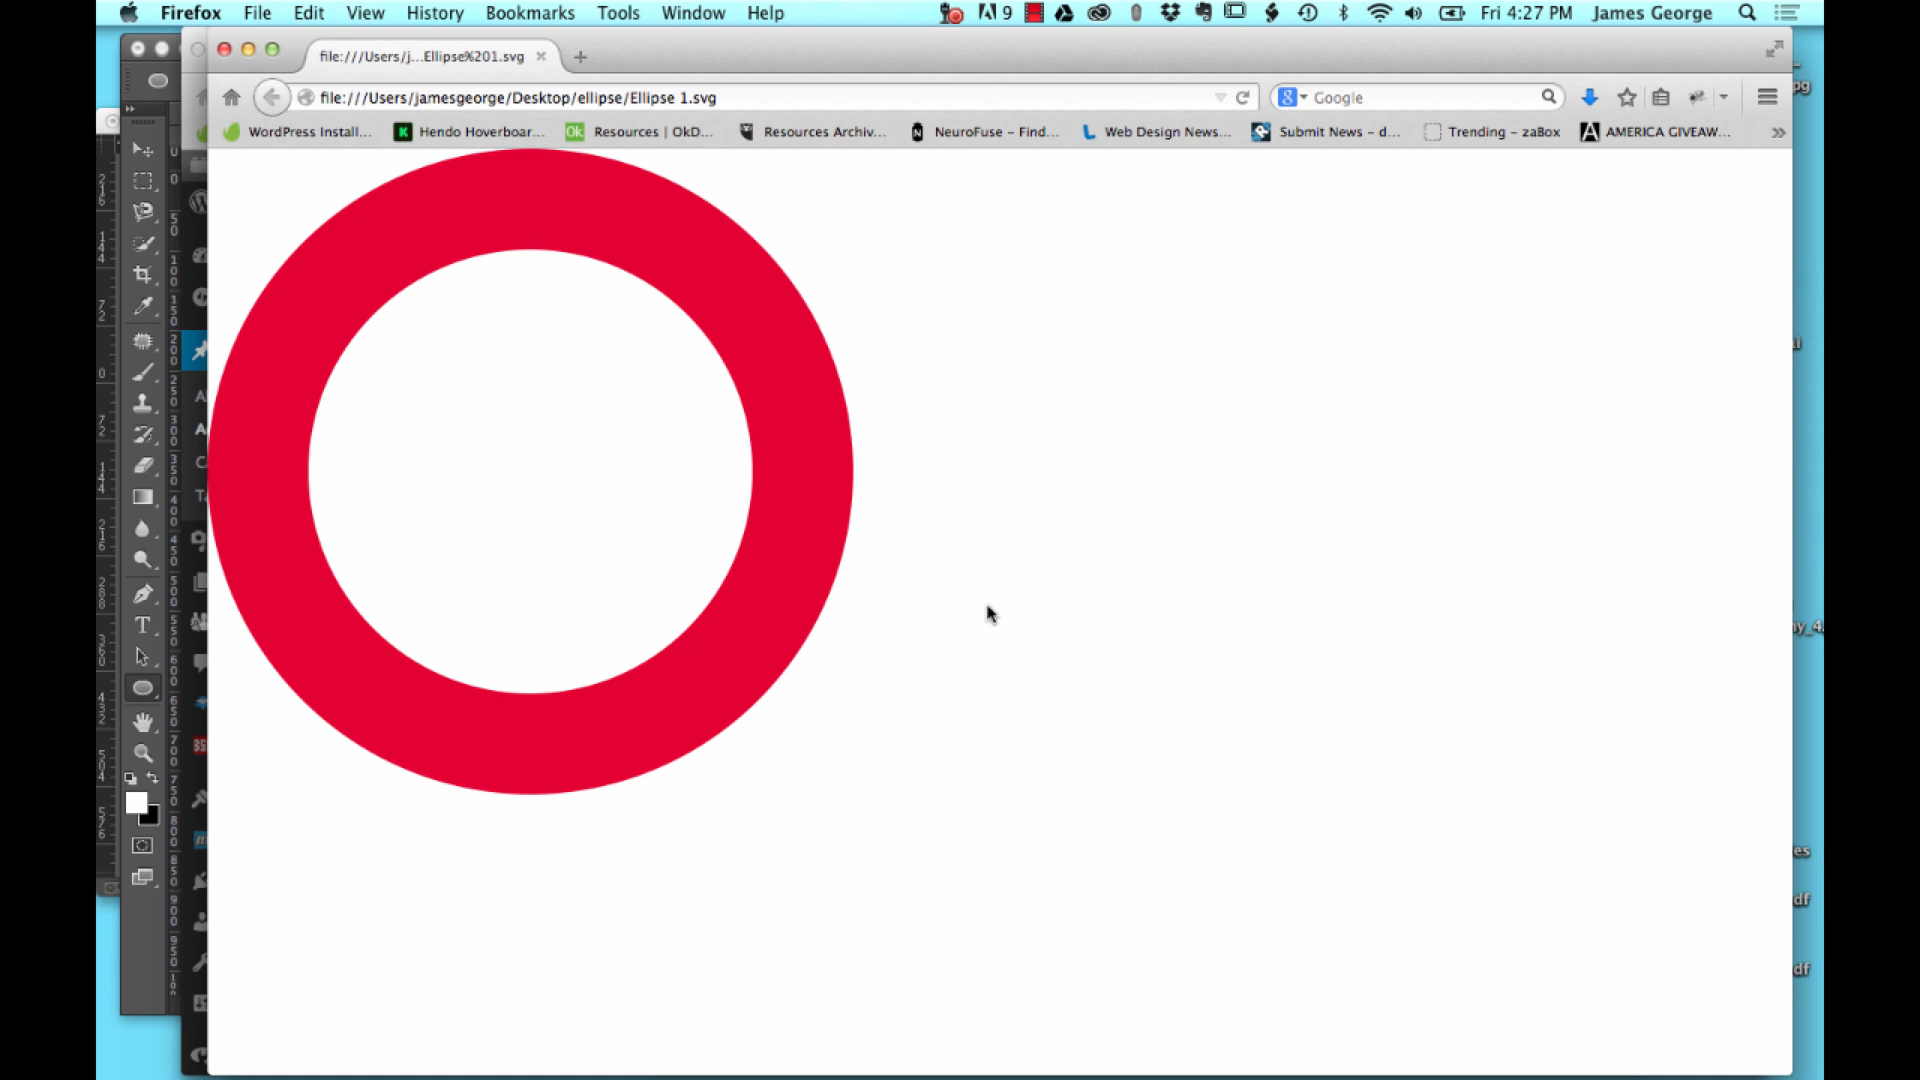 Firefox File Edit View History Bookmarks Tools Window Help 9 Fri 4:27 PM James George
file:///Users/j...Ellipse%201.svg
file:///Users/jamesgeorge/Desktop/ellipse/Ellipse 1.svg Google
WordPress Install... Hendo Hoverboar... Ok Resources | OkD... Resources Archiv... NeuroFuse – Find... Web Design News... Submit News – d... Trending – zaBox AMERICA GIVEAW...